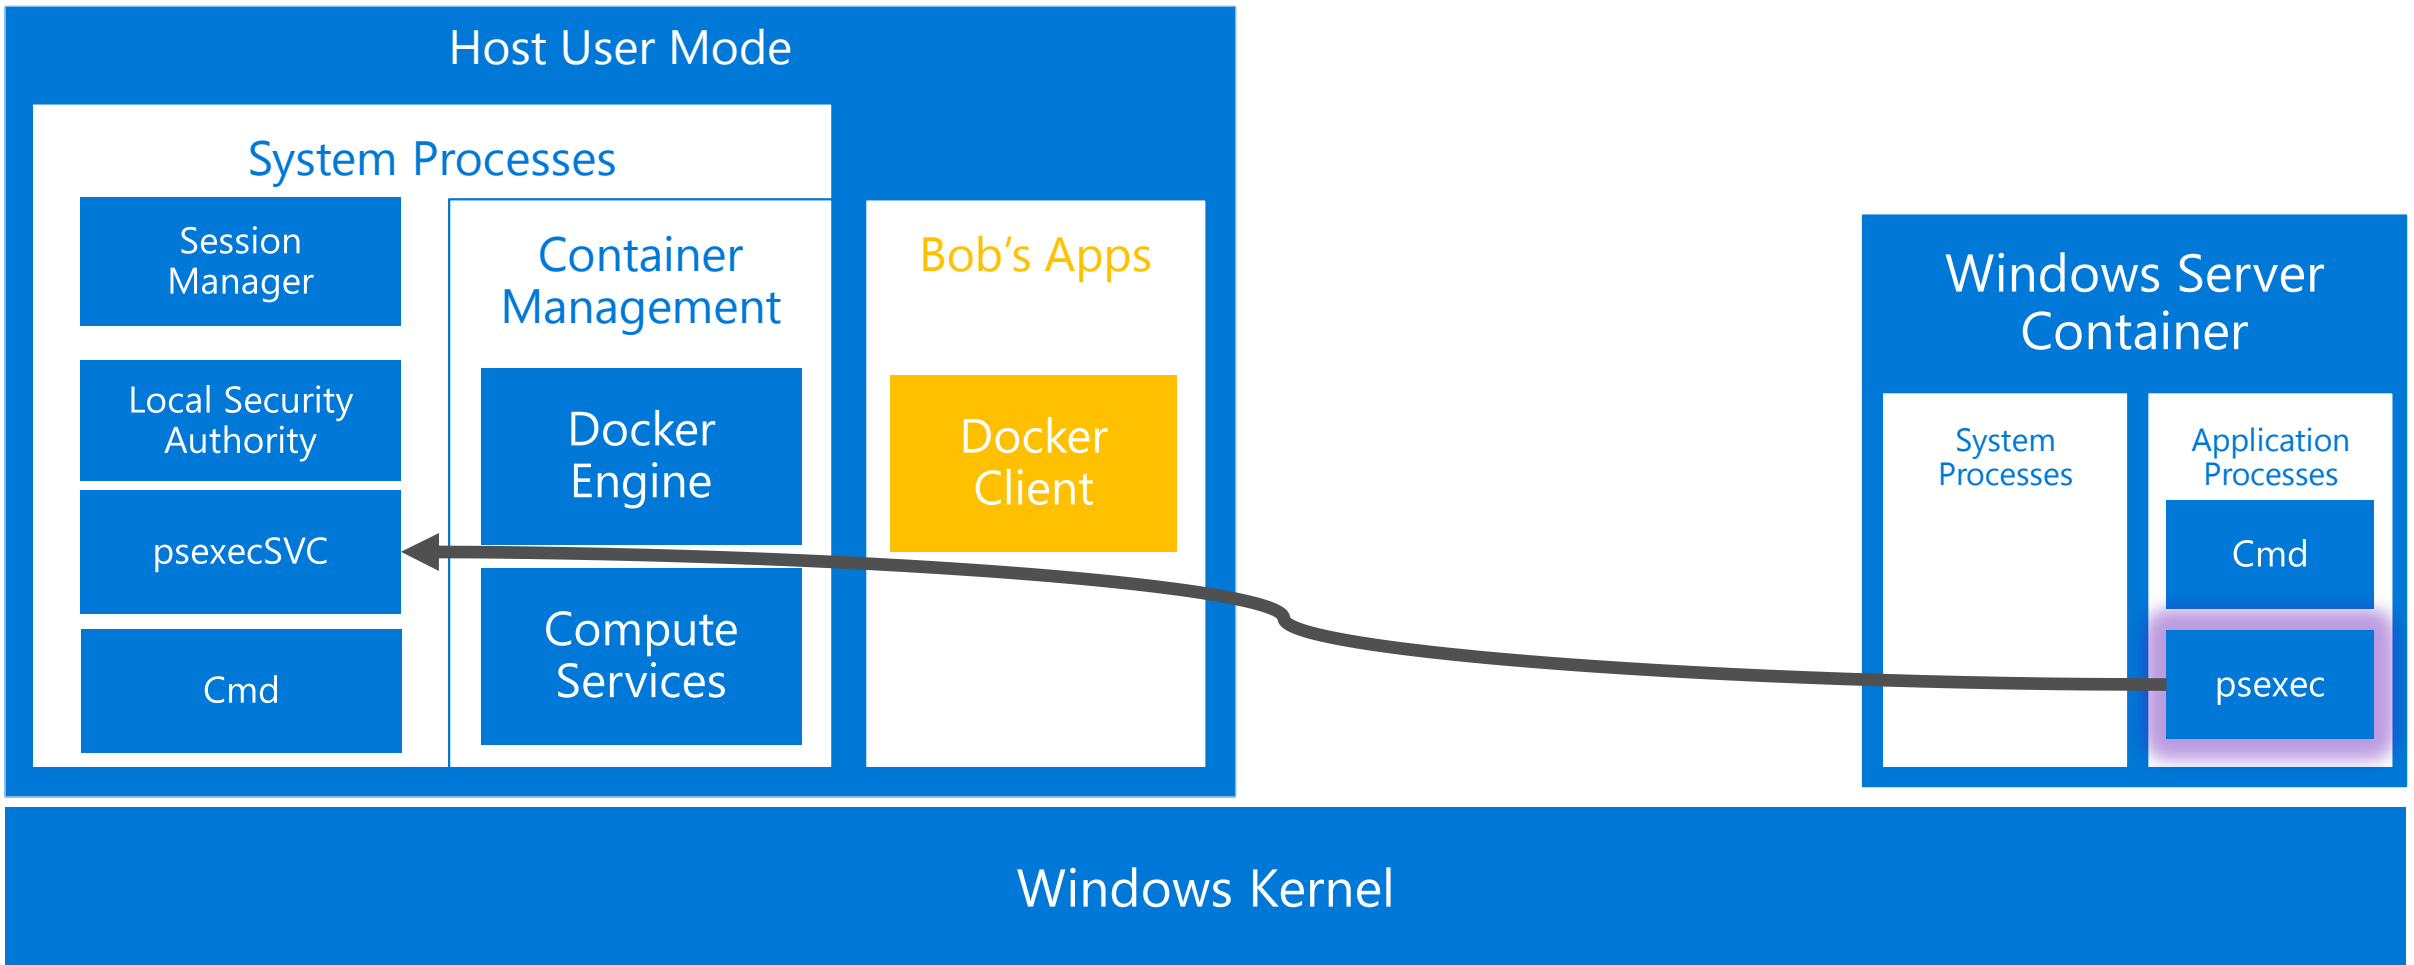 Host User Mode
System Processes
Session
Manager
Local Security
Authority
psexecSVC
Cmd
Container
Management
Docker
Engine
Compute
Services
Bob‘s Apps
Docker
Client
Windows Server
Container
System
Processes
Application
Processes
Cmd
psexec
Windows Kernel